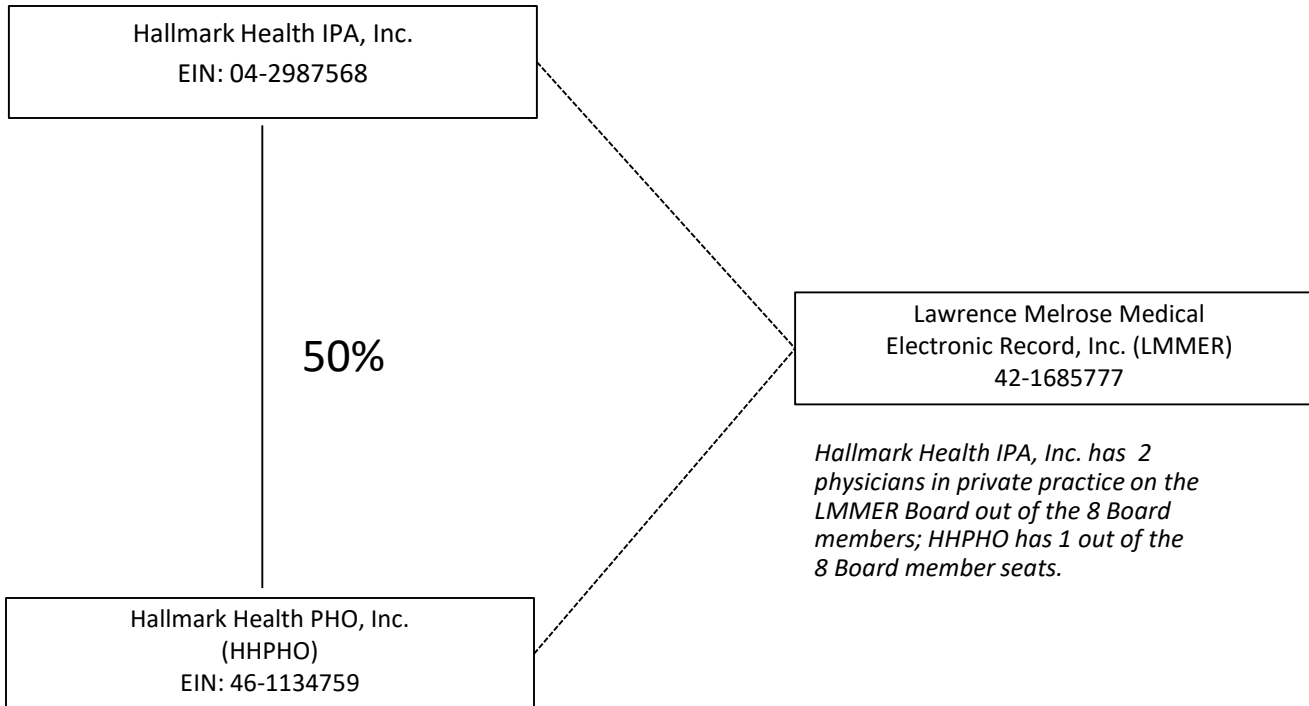 Hallmark Health IPA, Inc.
EIN: 04-2987568
50%
Lawrence Melrose Medical
Electronic Record, Inc. (LMMER)
42-1685777
Hallmark Health IPA, Inc. has 2
physicians in private practice on the
LMMER Board out of the 8 Board
members; HHPHO has 1 out of the
8 Board member seats.
Hallmark Health PHO, Inc.
(HHPHO)
EIN: 46-1134759